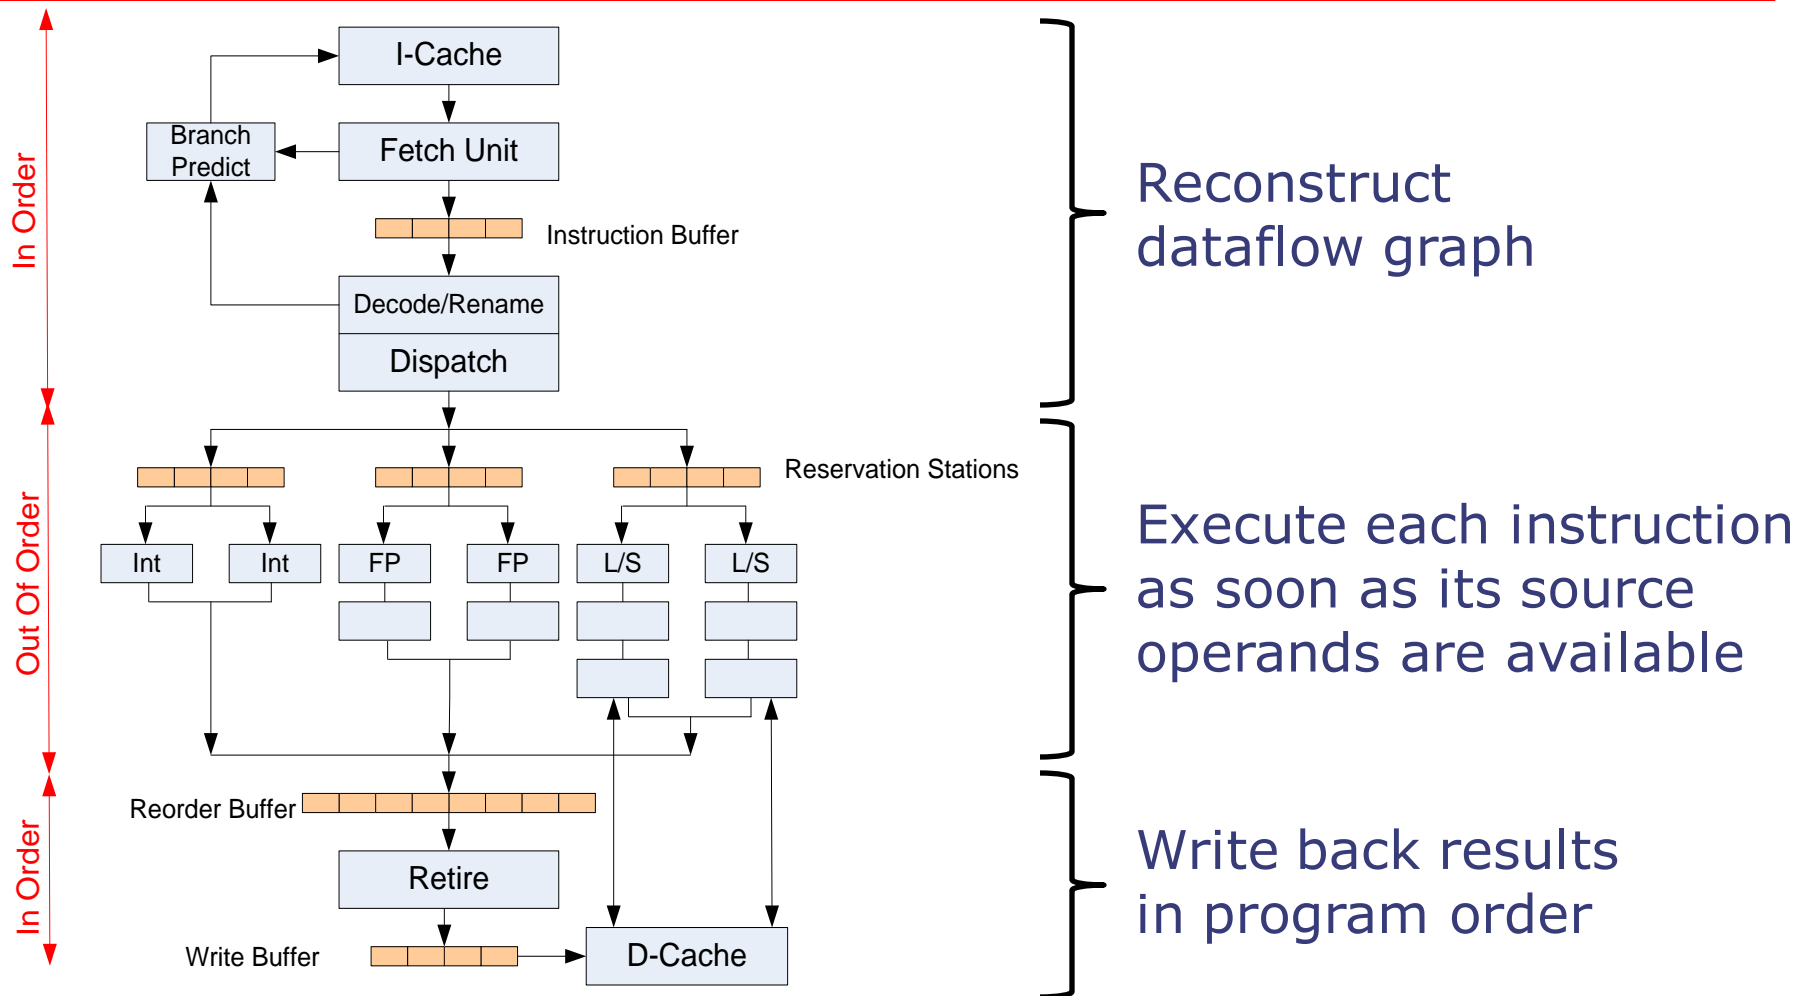 I-Cache
Branch
Predict
Fetch Unit
Instruction Buffer
Decode/Rename
Dispatch
In Order
Reconstruct
dataflow graph
Reservation Stations
Int
Int
FP
FP
L/S
L/S
Out Of Order
Execute each instruction
as soon as its source
operands are available
Reorder Buffer
Retire
Write Buffer
D-Cache
In Order
Write back results
in program order